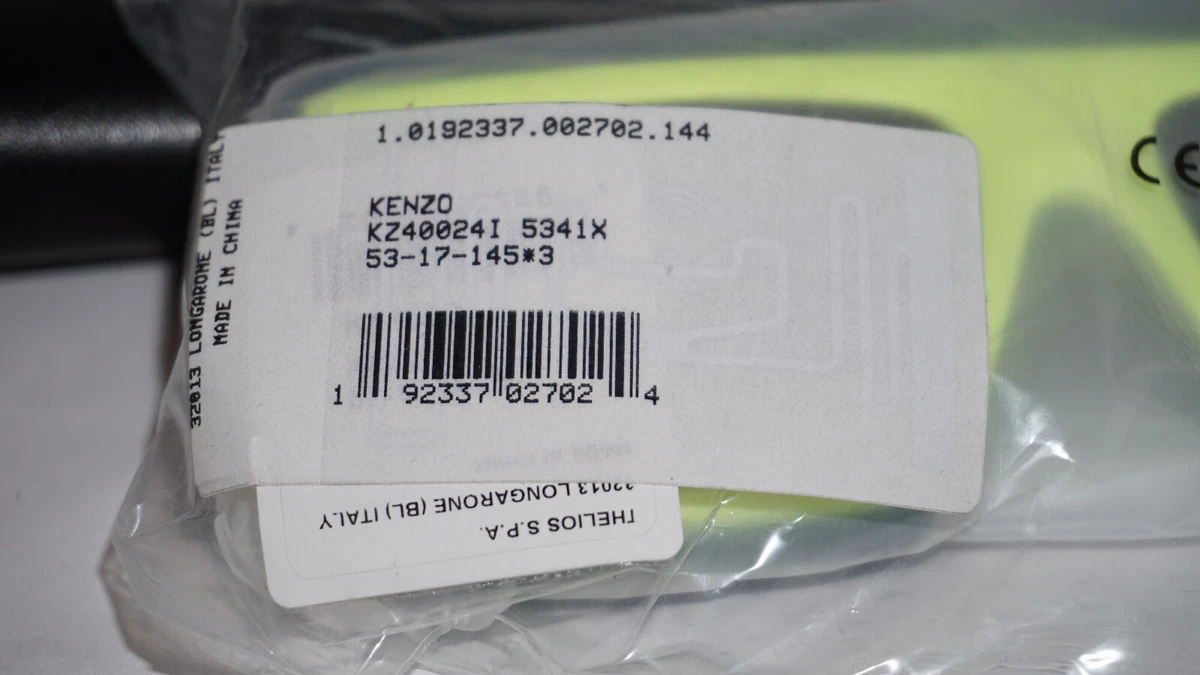 1.0192337.002702.144
KENZO
KZ40024I 5341X
53-17-145*3
1 92337 02702 4
32013 LONGARONE (BL) ITALY
MADE IN CHINA
THELIOS S.P.A.
32013 LONGARONE (BL) ITALY
CE